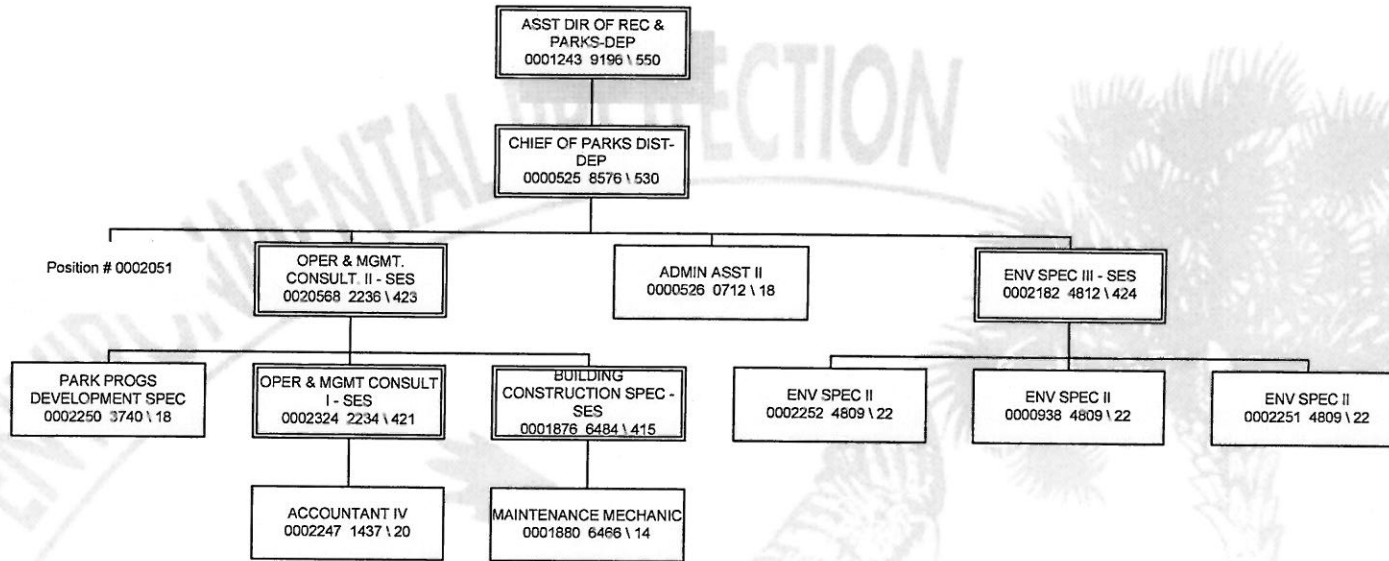 ASST DIR OF REC &
PARKS-DEP
0001243 9196 \ 550
CHIEF OF PARKS DIST-
DEP
0000525 8576 \ 530
Position # 0002051
OPER & MGMT.
CONSULT. II - SES
0020568 2236 \ 423
ADMIN ASST II
0000526 0712 \ 18
ENV SPEC III - SES
0002182 4812 \ 424
PARK PROGS
DEVELOPMENT SPEC
0002250 3740 \ 18
OPER & MGMT CONSULT
I - SES
0002324 2234 \ 421
BUILDING
CONSTRUCTION SPEC -
SES
0001876 6484 \ 415
ENV SPEC II
0002252 4809 \ 22
ENV SPEC II
0000938 4809 \ 22
ENV SPEC II
0002251 4809 \ 22
ACCOUNTANT IV
0002247 1437 \ 20
MAINTENANCE MECHANIC
0001880 6466 \ 14